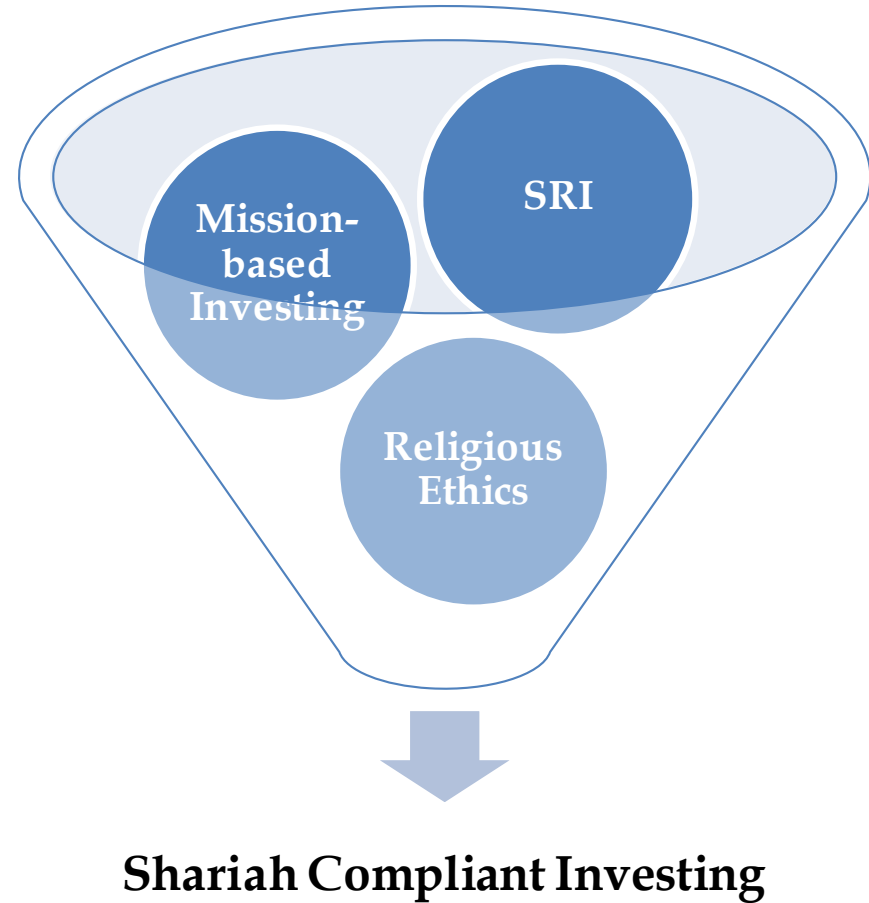 SRI
Mission-
based
Investing
Religious
Ethics
Shariah Compliant Investing